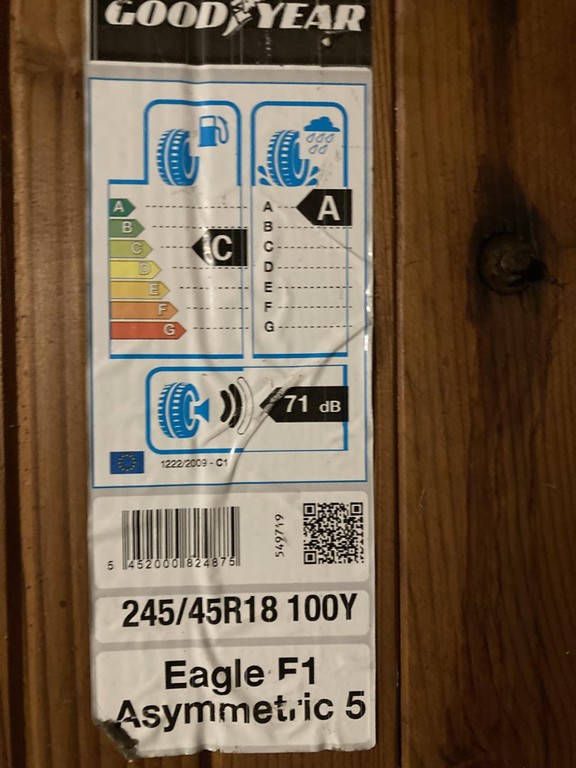 GOODYEAR
A
B
C
D
E
F
G
C
A
B
C
D
E
F
G
A
71 dB
1222/2009 - C1
5 452000 824875
549719
245/45R18 100Y
Eagle F1
Asymmetric 5